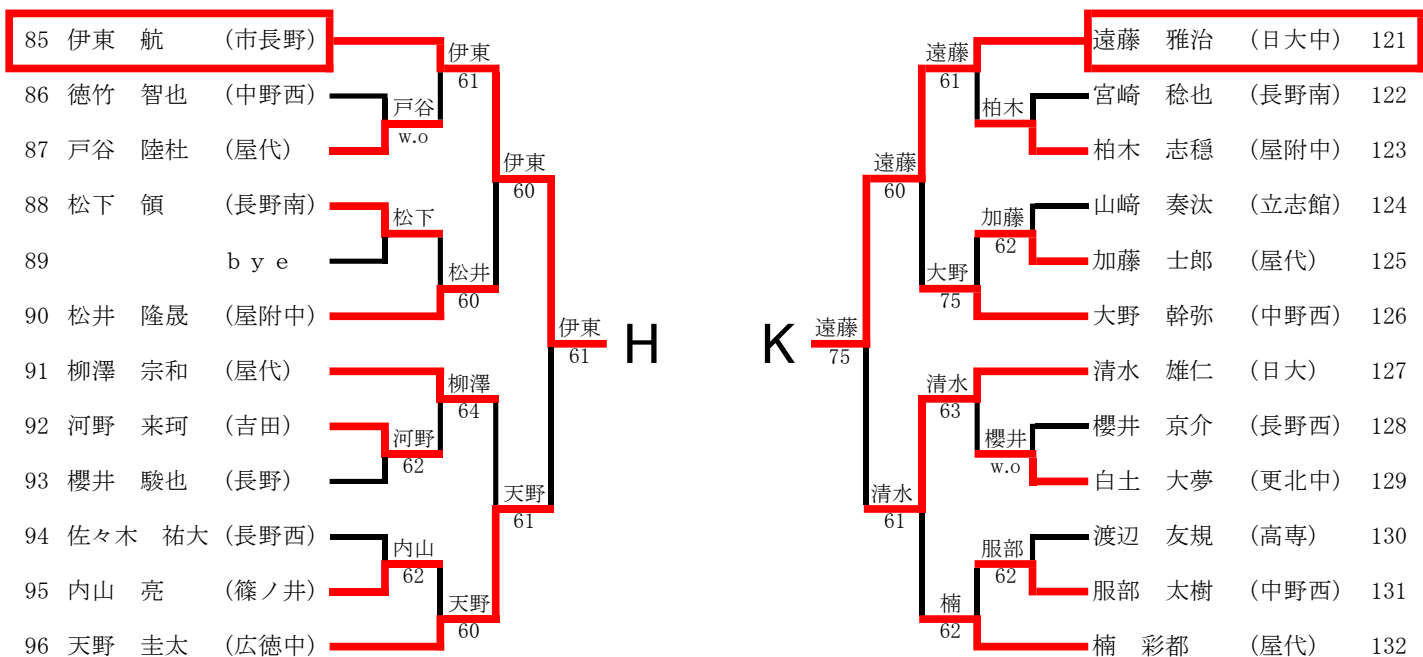 85 伊東 航 (市長野)
86 徳竹 智也 (中野西)
87 戸谷 陸杜 (屋代)
88 松下 領 (長野南)
89 bye
90 松井 隆晟 (屋附中)
91 柳澤 宗和 (屋代)
92 河野 来珂 (吉田)
93 櫻井 駿也 (長野)
94 佐々木 祐大 (長野西)
95 内山 亮 (篠ノ井)
96 天野 圭太 (広徳中)
伊東
61
戸谷
w.o
伊東
60
松下
松井
60
伊東
61
柳澤
64
河野
62
天野
61
内山
62
天野
60
H
K
遠藤
75
遠藤
61
柏木
遠藤
60
加藤
62
大野
75
清水
63
櫻井
w.o
清水
61
服部
62
楠
62
遠藤 雅治 (日大中) 121
宮崎 稔也 (長野南) 122
柏木 志穏 (屋附中) 123
山﨑 奏汰 (立志館) 124
加藤 士郎 (屋代) 125
大野 幹弥 (中野西) 126
清水 雄仁 (日大) 127
櫻井 京介 (長野西) 128
白土 大夢 (更北中) 129
渡辺 友規 (高専) 130
服部 太樹 (中野西) 131
楠 彩都 (屋代) 132